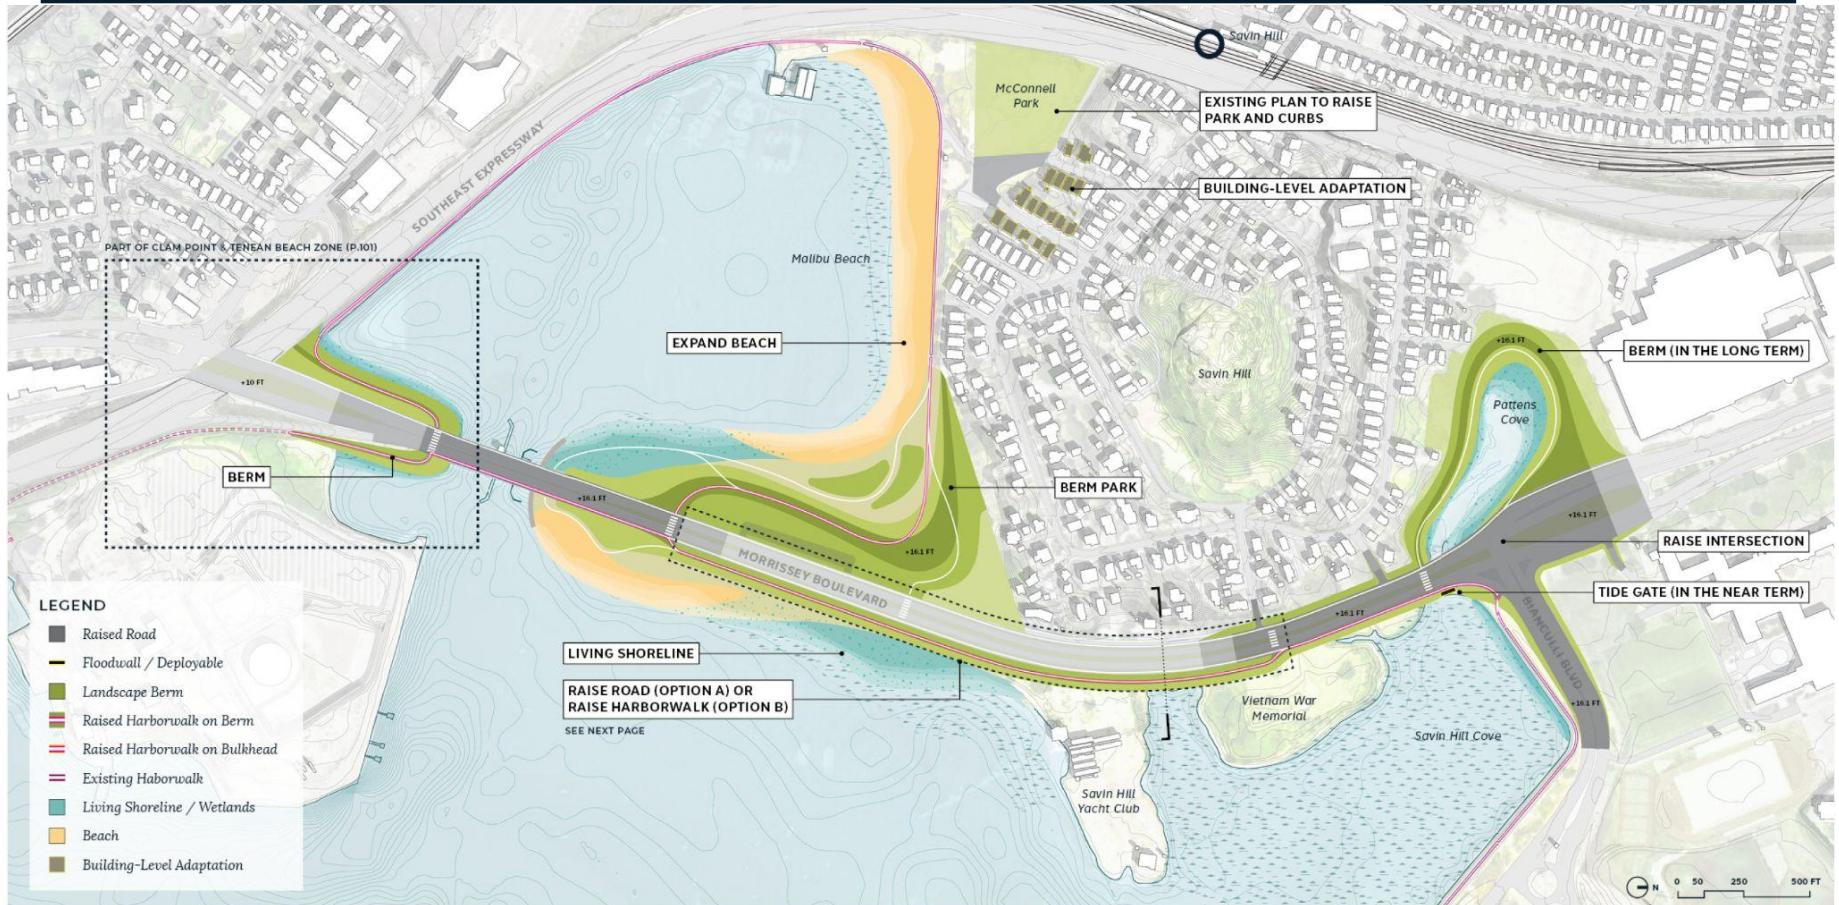 Savin Hill
McConnell
Park
EXISTING PLAN TO RAISE
PARK AND CURBS
SOUTHEAST EXPRESSWAY
BUILDING-LEVEL ADAPTATION
PART OF CLAM POINT & TENEAN BEACH ZONE (P.101)
Malibu Beach
EXPAND BEACH
+16.1 FT
BERM (IN THE LONG TERM)
Savin Hill
+10 FT
Pattens
Cove
BERM
BERM PARK
+16.1 FT
+16.1 FT
RAISE INTERSECTION
+16.1 FT
MORRISSEY BOULEVARD
TIDE GATE (IN THE NEAR TERM)
+16.1 FT
BIANCULLI BLVD
LIVING SHORELINE
RAISE ROAD (OPTION A) OR
RAISE HARBORWALK (OPTION B)
SEE NEXT PAGE
Vietnam War
Memorial
+16.1 FT
Savin Hill Cove
Savin Hill
Yacht Club
LEGEND
Raised Road
Floodwall / Deployable
Landscape Berm
Raised Harborwalk on Berm
Raised Harborwalk on Bulkhead
Existing Haborwalk
Living Shoreline / Wetlands
Beach
Building-Level Adaptation
N
0 50 250 500 FT